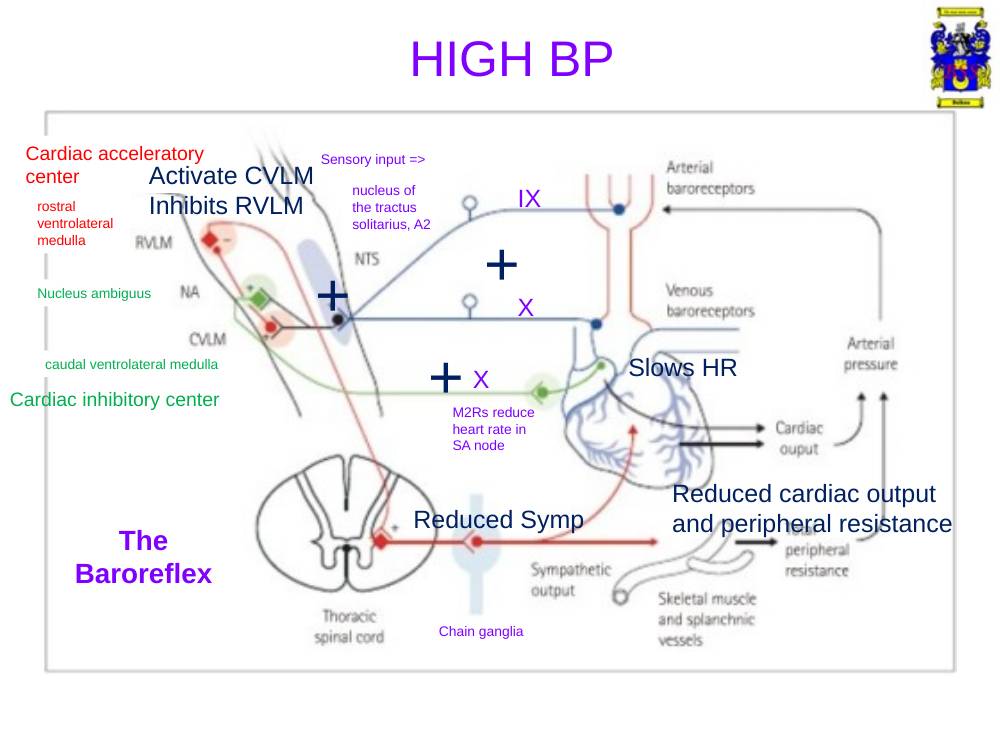 HIGH BP
Cardiac acceleratory
center
Activate CVLM
Inhibits RVLM
rostral
ventrolateral
medulla
RVLM
Nucleus ambiguus
NA
CVLM
caudal ventrolateral medulla
Cardiac inhibitory center
Sensory input =>
nucleus of
the tractus
solitarius, A2
NTS
IX
+
+
X
+
X
M2Rs reduce
heart rate in
SA node
Arterial
baroreceptors
Venous
baroreceptors
Slows HR
Arterial
pressure
Cardiac
ouput
Reduced cardiac output
and peripheral resistance
peripheral
resistance
Reduced Symp
+
Sympathetic
output
Skeletal muscle
and splanchnic
vessels
The
Baroreflex
Thoracic
spinal cord
Chain ganglia